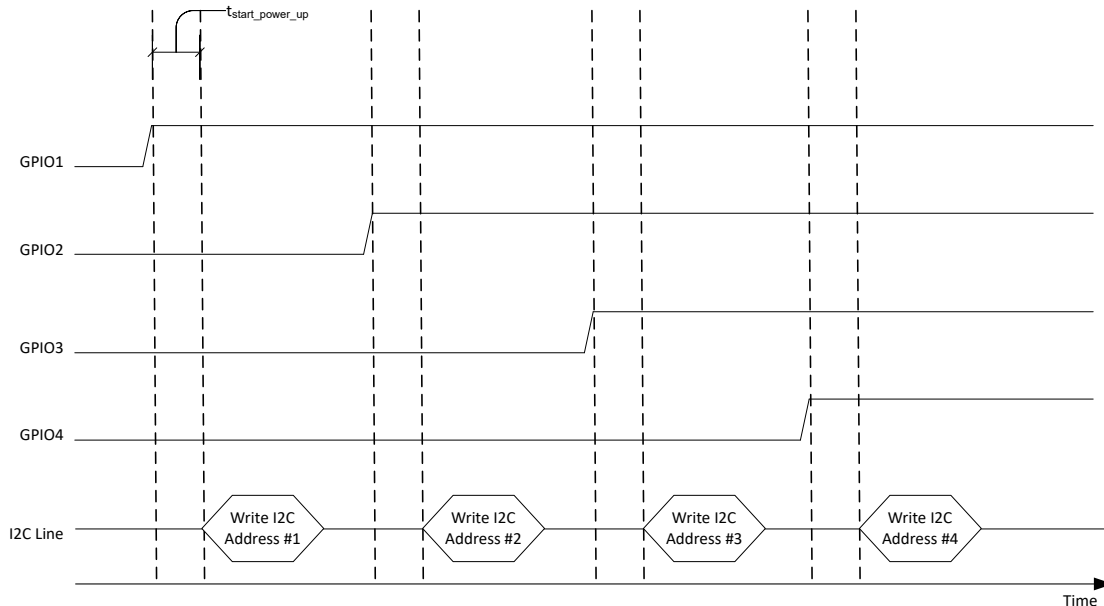 tstart_power_up
GPIO1
GPIO2
GPIO3
GPIO4
I2C Line
Write I2C
Address #1
Write I2C
Address #2
Write I2C
Address #3
Write I2C
Address #4
Time